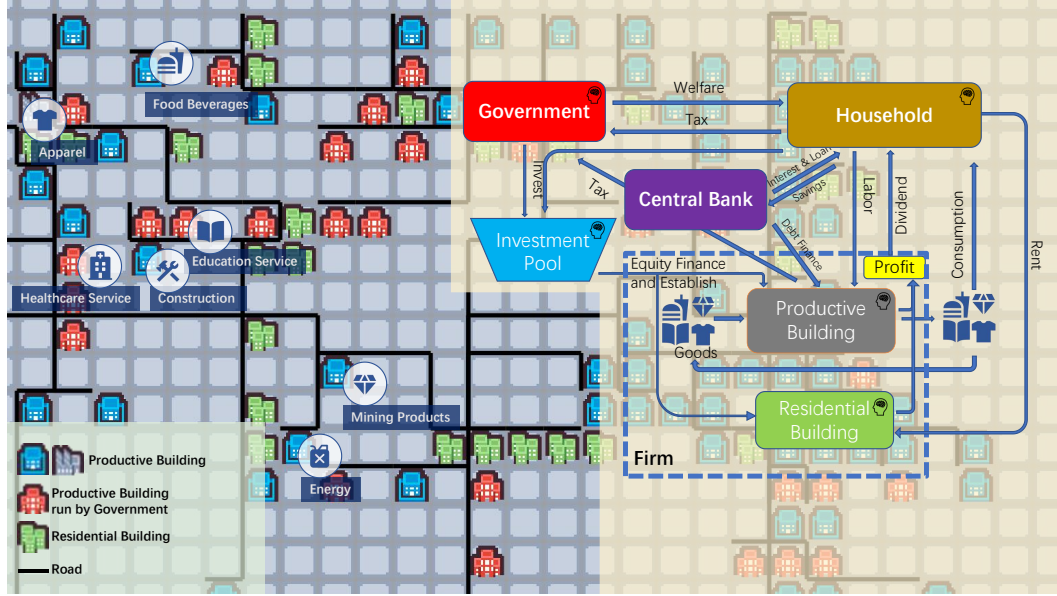 Food Beverages
Apparel
Education Service
Healthcare Service
Construction
Mining Products
Energy
Productive Building
Productive Building
run by Government
Residential Building
Road
Government
Welfare
Tax
Household
Invest
Tax
Central Bank
Interest & Loan
Savings
Labor
Dividend
Consumption
Rent
Investment
Pool
Debt Finance
Equity Finance
and Establish
Profit
Productive
Building
Goods
Residential
Building
Firm